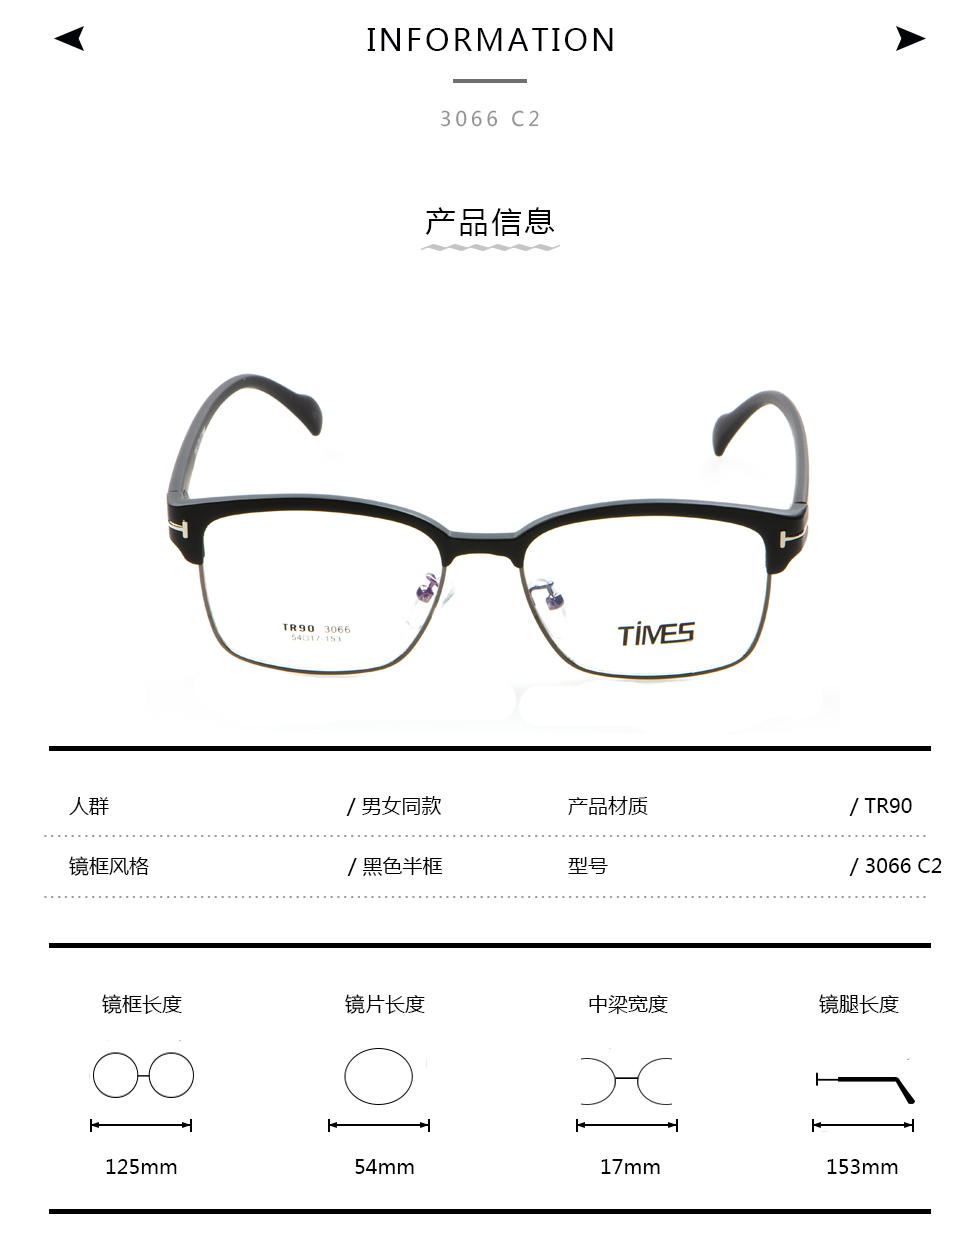 INFORMATION
3066 C2
产品信息
TR90 3066
54□17-153
TiMES
人群 / 男女同款 产品材质 / TR90
镜框风格 / 黑色半框 型号 / 3066 C2
镜框长度 镜片长度 中梁宽度 镜腿长度
125mm 54mm 17mm 153mm